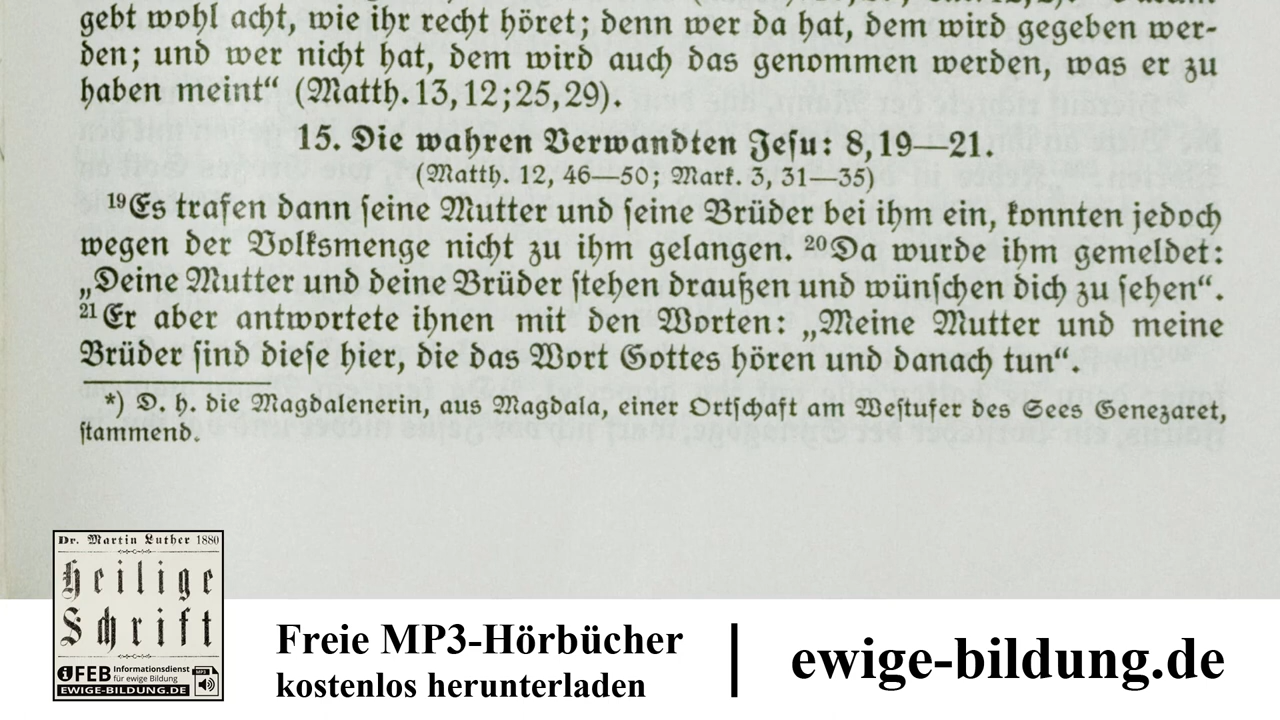 gebt wohl acht, wie ihr recht höret; denn wer da hat, dem wird gegeben wer-
den; und wer nicht hat, dem wird auch das genommen werden, was er zu
haben meint“ (Matth. 13, 12; 25, 29).
15. Die wahren Verwandten Jesu: 8, 19—21.
(Matth. 12, 46—50; Mark. 3, 31—35)
19Es trafen dann seine Mutter und seine Brüder bei ihm ein, konnten jedoch
wegen der Volksmenge nicht zu ihm gelangen. 20Da wurde ihm gemeldet:
„Deine Mutter und deine Brüder stehen draußen und wünschen dich zu sehen“.
21Er aber antwortete ihnen mit den Worten: „Meine Mutter und meine
Brüder sind diese hier, die das Wort Gottes hören und danach tun“.
*) D. h. die Magdalenerin, aus Magdala, einer Ortschaft am Westufer des Sees Genezaret,
stammend.
Dr. Martin Luther 1880
Heilige
Schrift
iFEB Informationsdienst
für ewige Bildung
MP3
EWIGE-BILDUNG.DE
Freie MP3-Hörbücher
kostenlos herunterladen
ewige-bildung.de